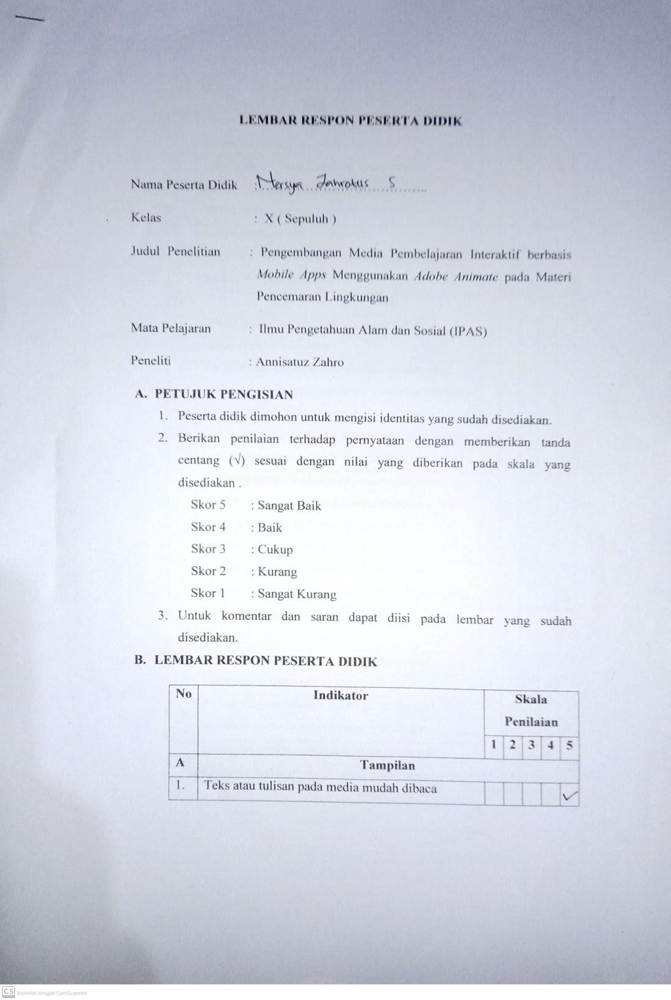 LEMBAR RESPON PESERTA DIDIK
Nama Peserta Didik : Mersya Zahrotus S
Kelas : X ( Sepuluh )
Judul Penelitian : Pengembangan Media Pembelajaran Interaktif berbasis
Mobile Apps Menggunakan Adobe Animate pada Materi
Pencemaran Lingkungan
Mata Pelajaran : Ilmu Pengetahuan Alam dan Sosial (IPAS)
Peneliti : Annisatuz Zahro
A. PETUJUK PENGISIAN
1. Peserta didik dimohon untuk mengisi identitas yang sudah disediakan.
2. Berikan penilaian terhadap pernyataan dengan memberikan tanda
centang (√) sesuai dengan nilai yang diberikan pada skala yang
disediakan .
Skor 5 : Sangat Baik
Skor 4 : Baik
Skor 3 : Cukup
Skor 2 : Kurang
Skor 1 : Sangat Kurang
3. Untuk komentar dan saran dapat diisi pada lembar yang sudah
disediakan.
B. LEMBAR RESPON PESERTA DIDIK
No Indikator Skala
Penilaian
1 2 3 4 5
A Tampilan
1. Teks atau tulisan pada media mudah dibaca ✓
CS Dipindai dengan CamScanner